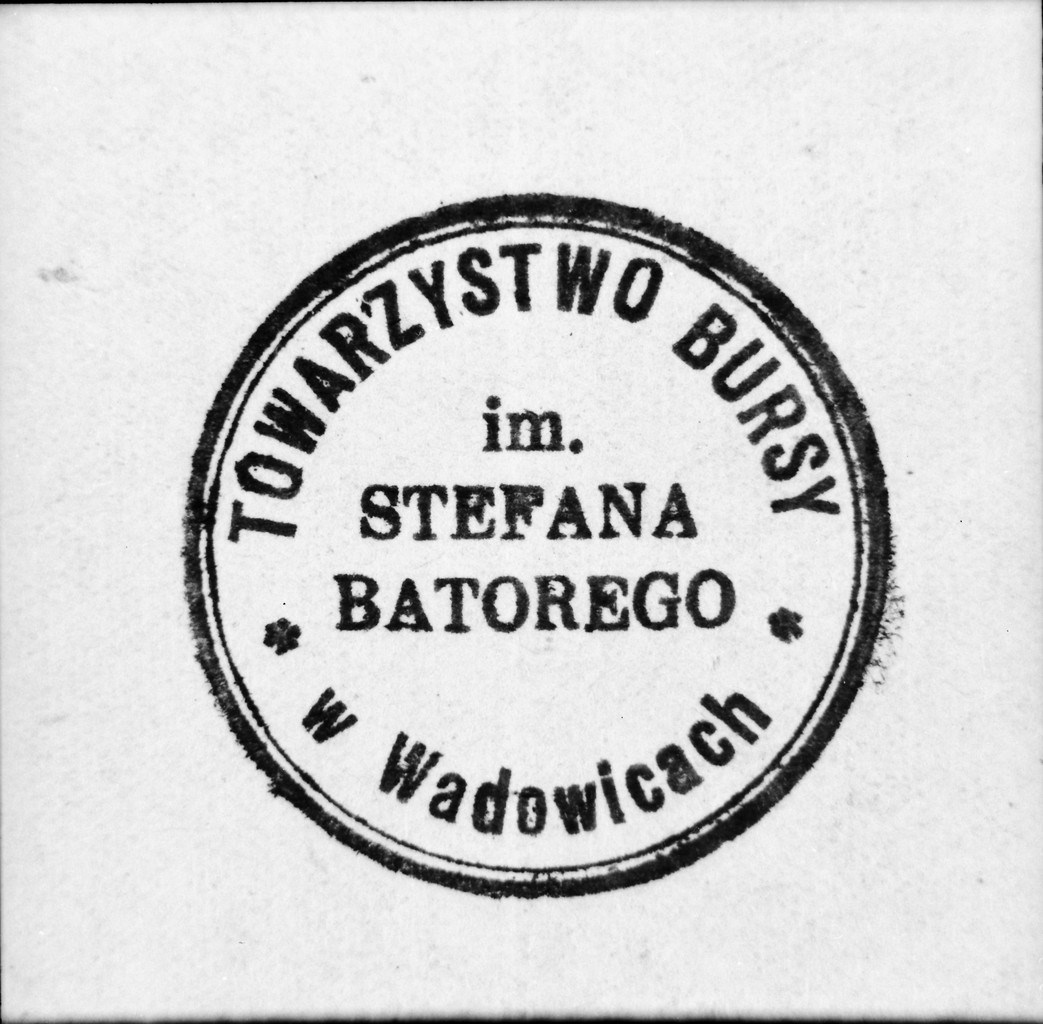 TOWARZYSTWO BURSY
im.
STEFANA
BATOREGO
w Wadowicach